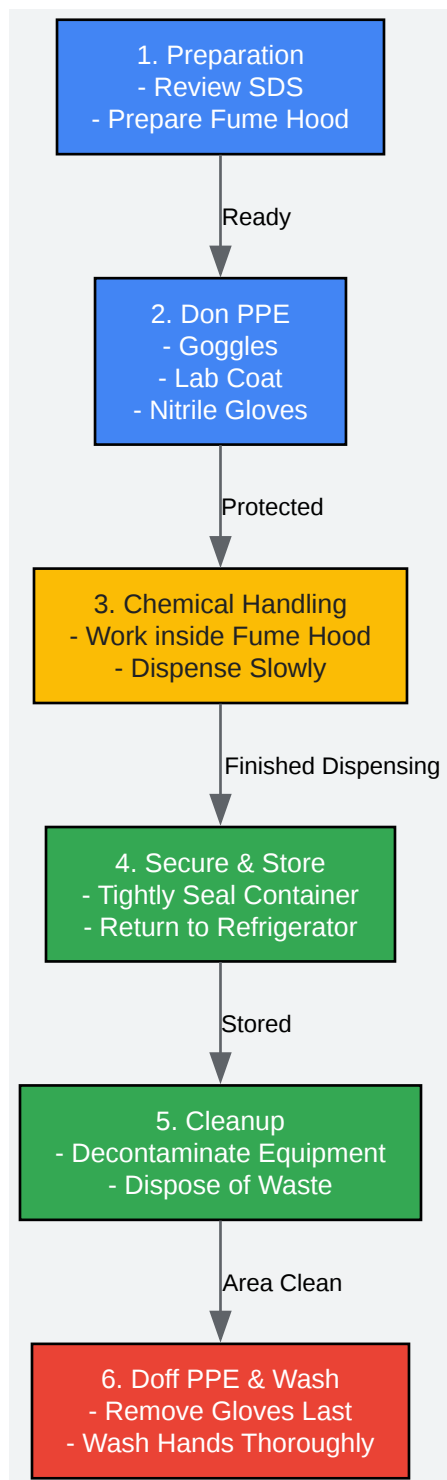 1. Preparation
- Review SDS
- Prepare Fume Hood
Ready
2. Don PPE
- Goggles
- Lab Coat
- Nitrile Gloves
Protected
3. Chemical Handling
- Work inside Fume Hood
- Dispense Slowly
Finished Dispensing
4. Secure & Store
- Tightly Seal Container
- Return to Refrigerator
Stored
5. Cleanup
- Decontaminate Equipment
- Dispose of Waste
Area Clean
6. Doff PPE & Wash
- Remove Gloves Last
- Wash Hands Thoroughly